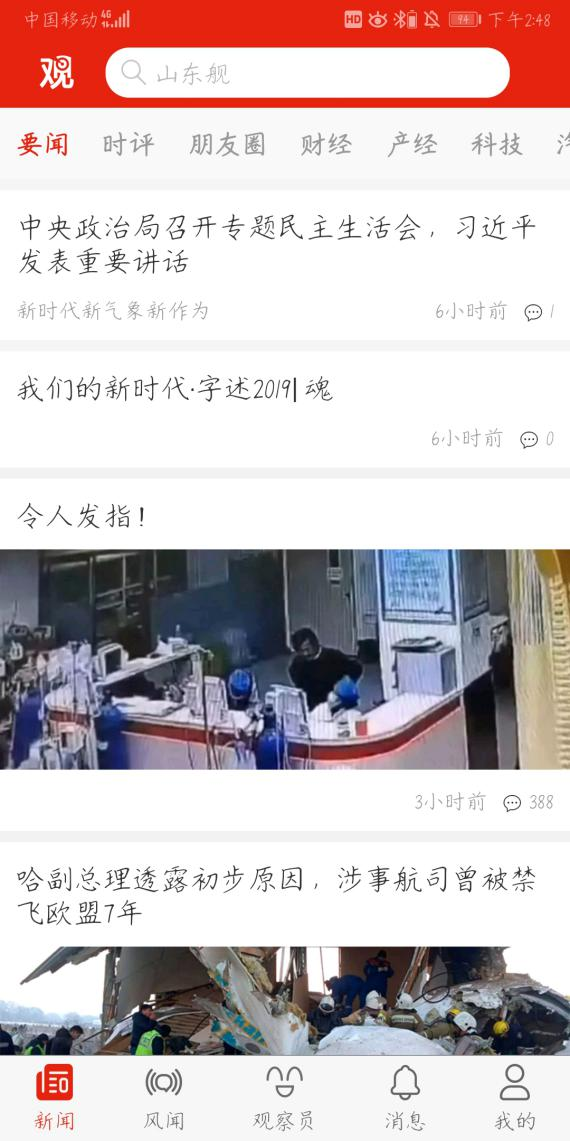 中国移动 4G HD 94 下午2:48
观 山东舰
要闻 时评 朋友圈 财经 产经 科技
中央政治局召开专题民主生活会，习近平
发表重要讲话
新时代新气象新作为 6小时前 1
我们的新时代·字述2019| 魂
6小时前 0
令人发指！
3小时前 388
哈副总理透露初步原因，涉事航司曾被禁
飞欧盟7年
新闻 风闻 观察员 消息 我的